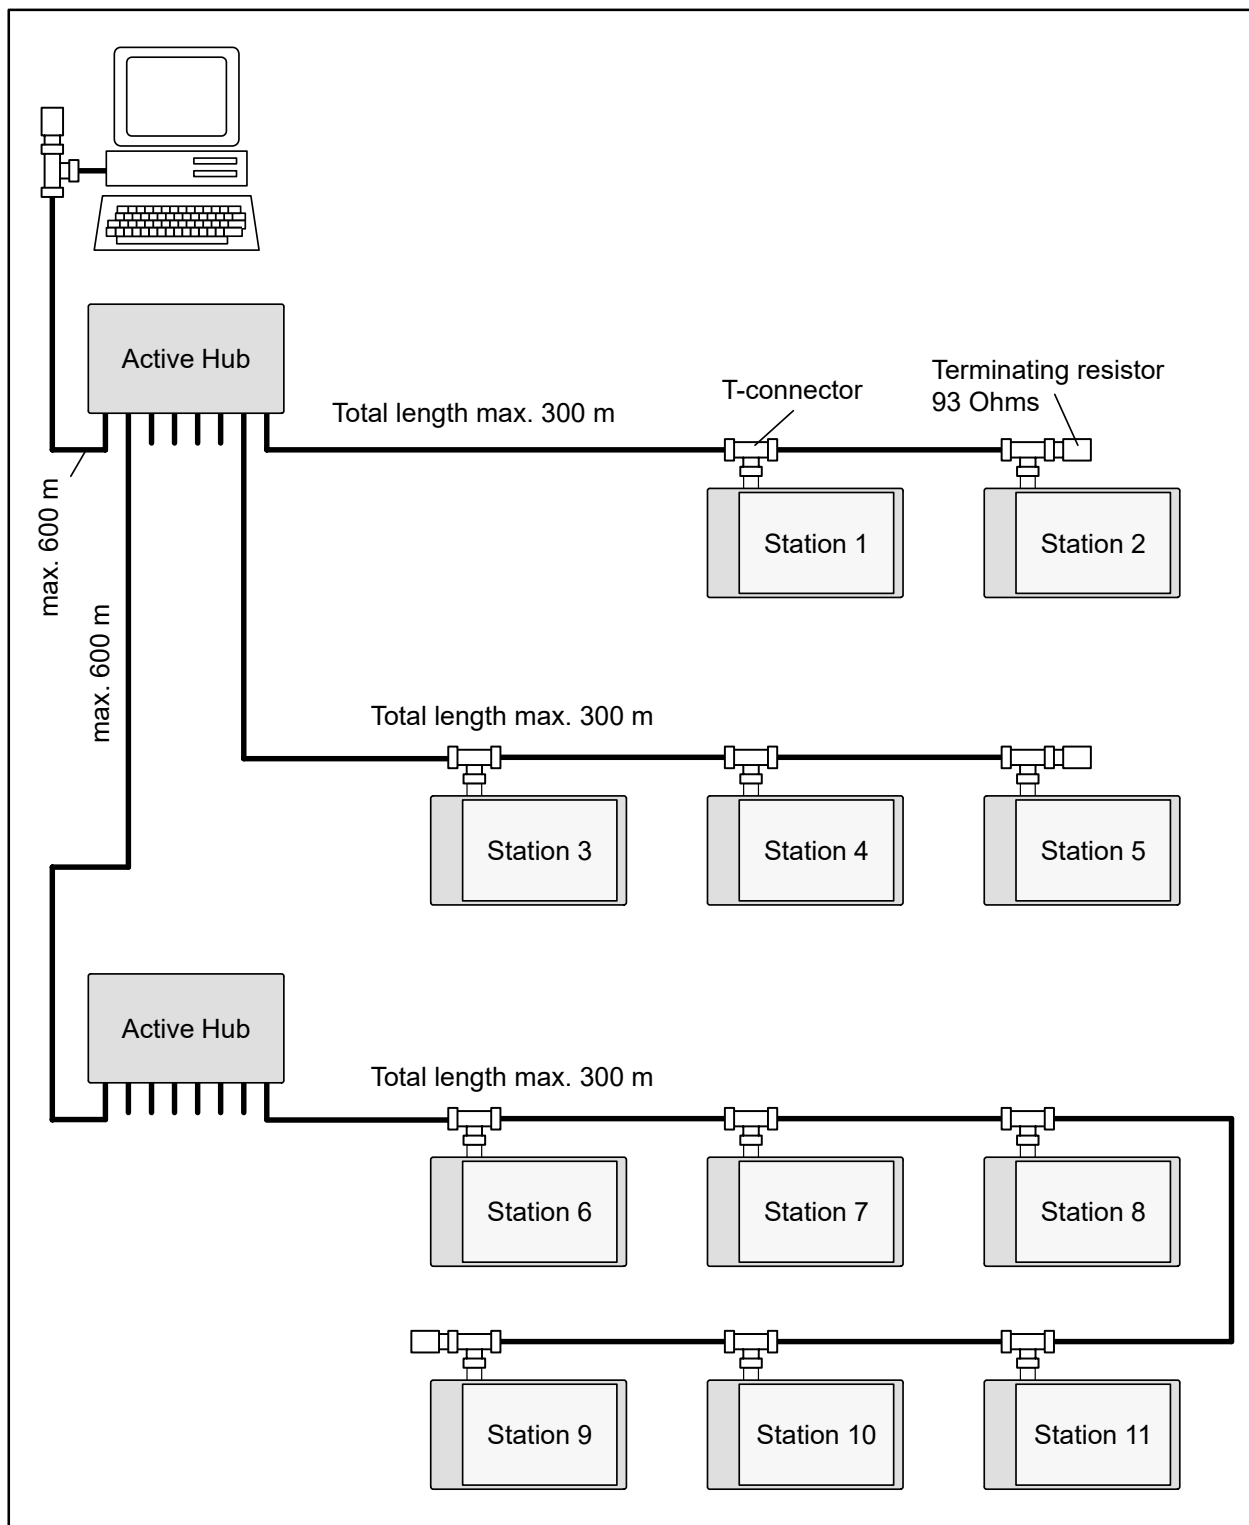 Active Hub
Total length max. 300 m
T-connector
Terminating resistor
93 Ohms
max. 600 m
max. 600 m
Station 1
Station 2
Total length max. 300 m
Station 3
Station 4
Station 5
Active Hub
Total length max. 300 m
Station 6
Station 7
Station 8
Station 9
Station 10
Station 11